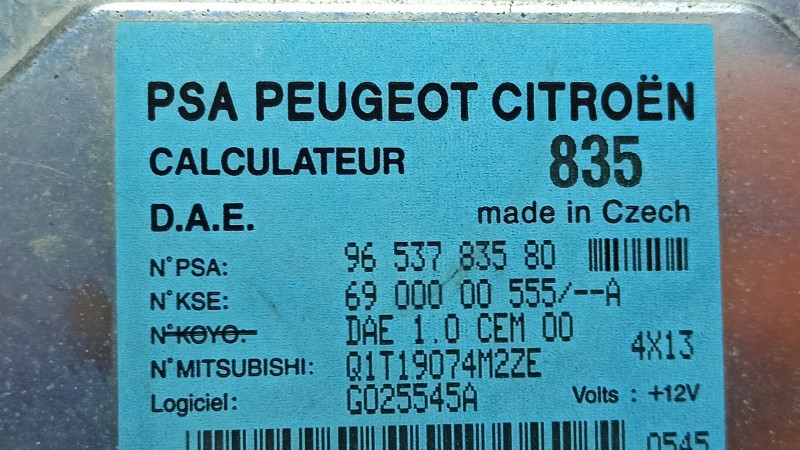 PSA PEUGEOT CITROËN
CALCULATEUR 835
D.A.E. made in Czech
N° PSA: 96 537 835 80
N° KSE: 69 000 00 555/--A
N° KOYO: DAE 1.0 CEM 00
4X13
N° MITSUBISHI: Q1T19074M2ZE
Logiciel: G025545A Volts : +12V
0545